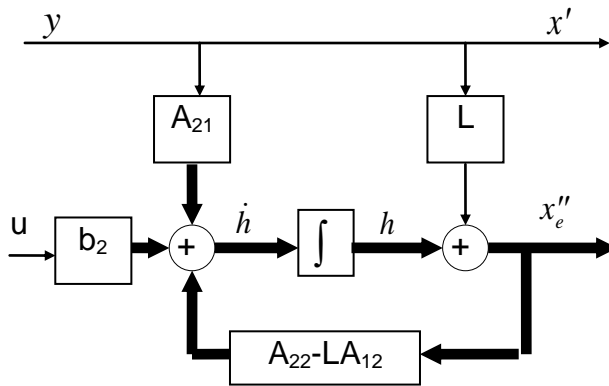 y x′
A₂₁ L
u b₂ + ḣ ∫ h + x″ₑ
A₂₂-LA₁₂